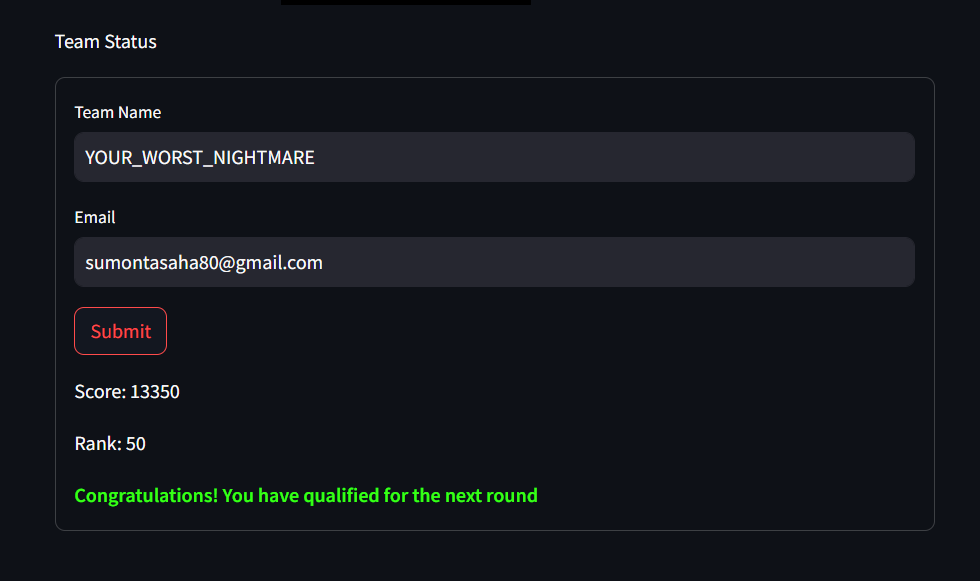 Team Status
Team Name
YOUR_WORST_NIGHTMARE
Email
sumontasaha80@gmail.com
Submit
Score: 13350
Rank: 50
Congratulations! You have qualified for the next round